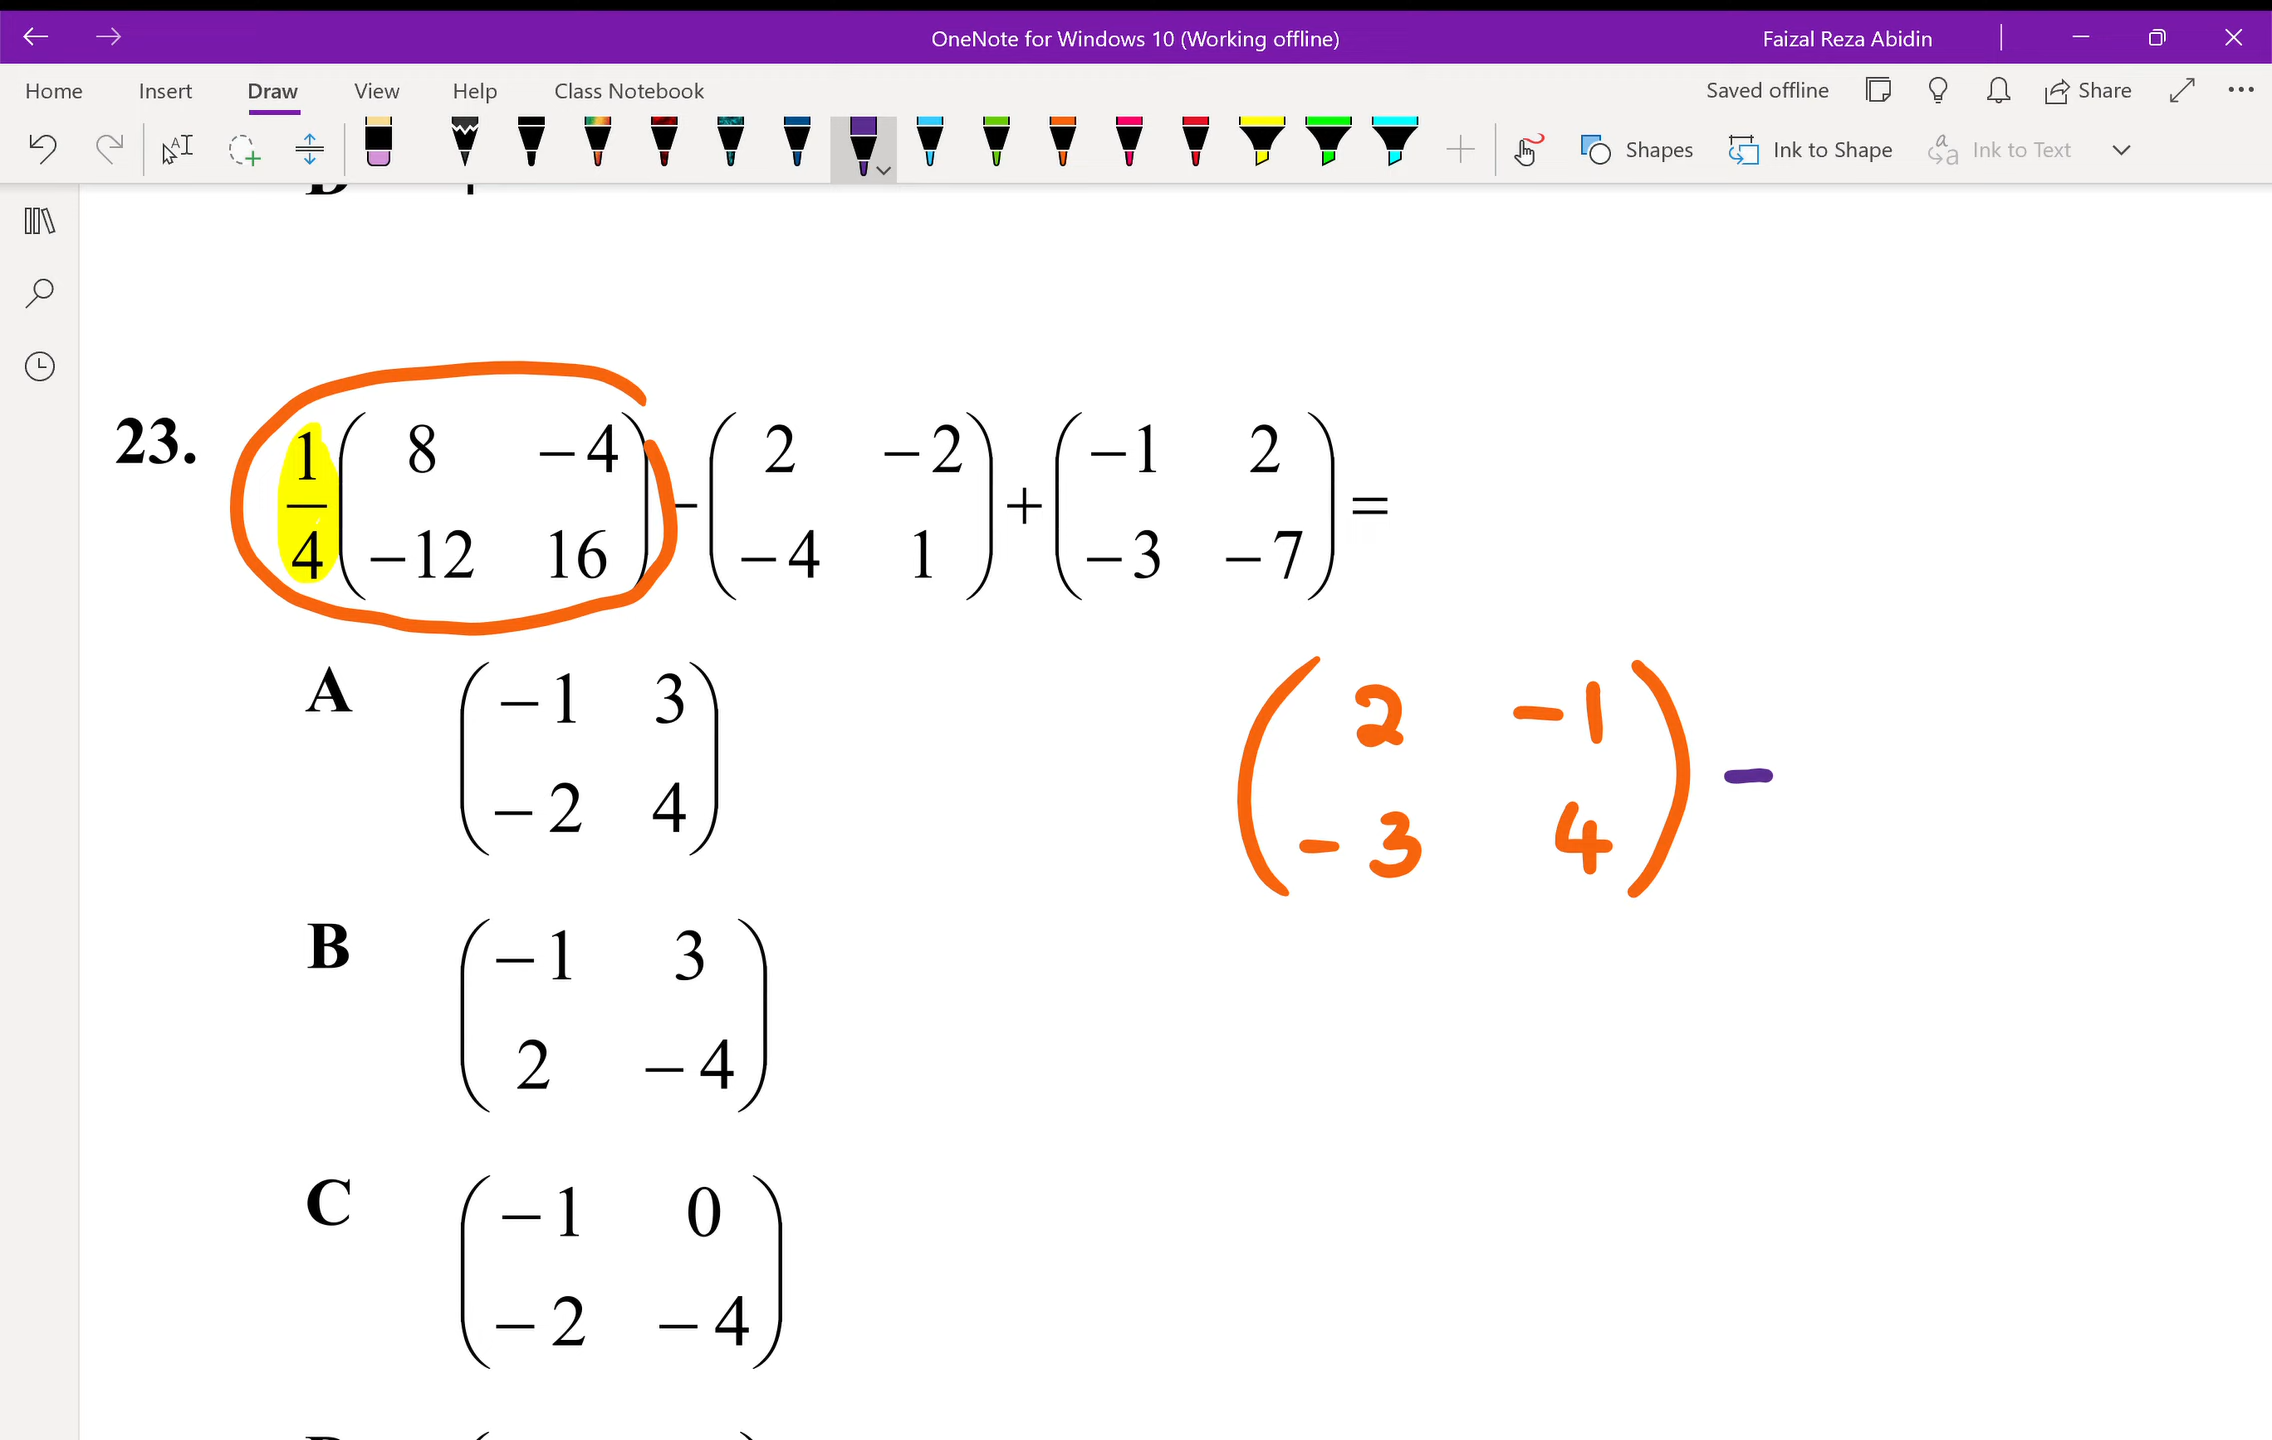 OneNote for Windows 10 (Working offline) Faizal Reza Abidin
Home Insert Draw View Help Class Notebook Saved offline Share
Shapes Ink to Shape Ink to Text
23. 1/4 ( 8 −4 ; −12 16 ) − ( 2 −2 ; −4 1 ) + ( −1 2 ; −3 −7 ) =
A ( −1 3 ; −2 4 )
( 2 -1 ; -3 4 ) -
B ( −1 3 ; 2 −4 )
C ( −1 0 ; −2 −4 )